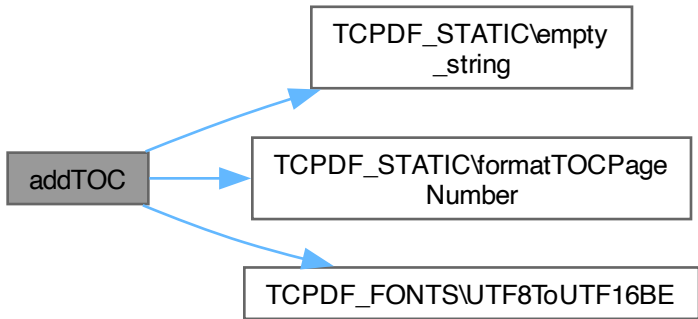 TCPDF_STATIC\empty
_string
addTOC
TCPDF_STATIC\formatTOCPage
Number
TCPDF_FONTS\UTF8ToUTF16BE